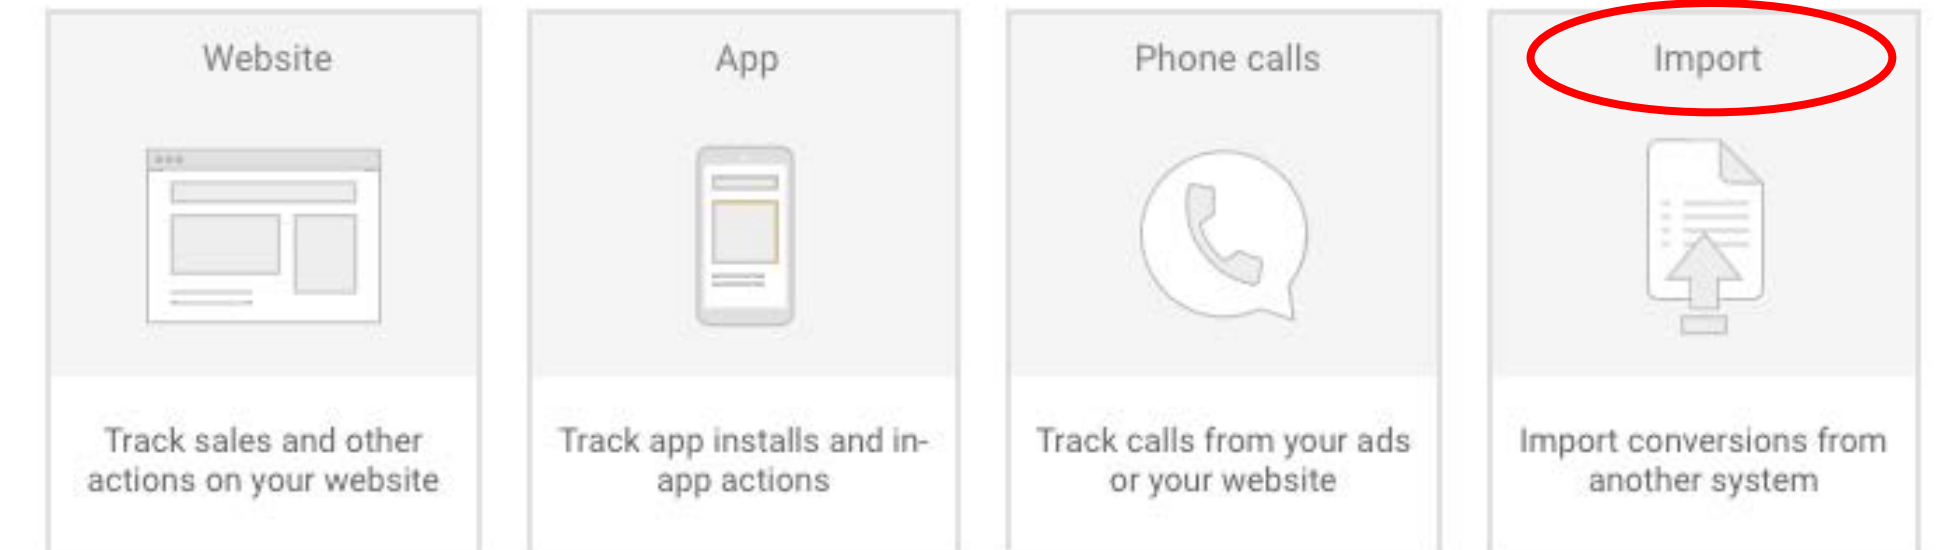 Website
Track sales and other
actions on your website
App
Track app installs and in-
app actions
Phone calls
Track calls from your ads
or your website
Import
Import conversions from
another system